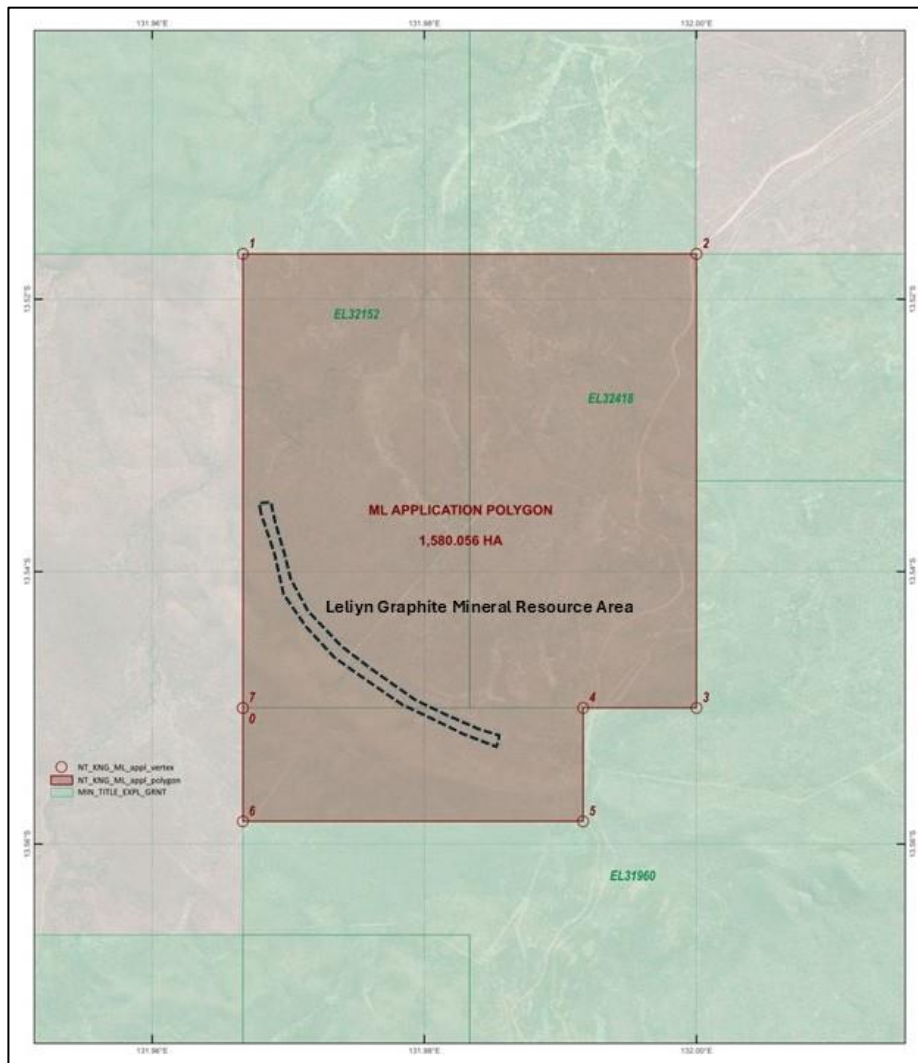 131.96°E 131.98°E 132.00°E
1
2
13.52°S
13.52°S
EL32152
EL32418
ML APPLICATION POLYGON
1,580.056 HA
13.54°S
13.54°S
Leliyn Graphite Mineral Resource Area
7
0
4
3
NT_KNG_ML_appl_vertex
NT_KNG_ML_appl_polygon
MIN_TITLE_EXPL_GRNT
6
5
13.56°S
13.56°S
EL31960
131.96°E 131.98°E 132.00°E